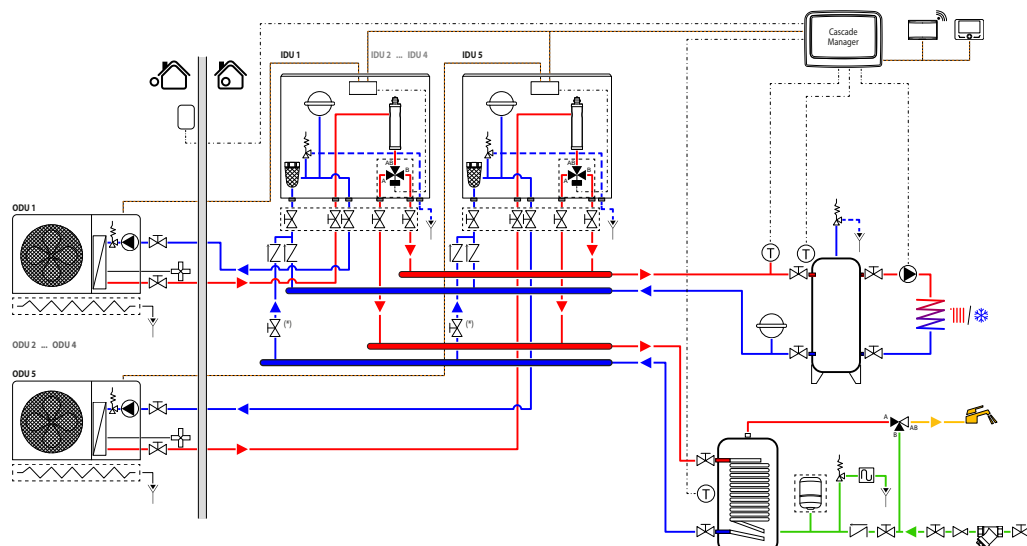 Cascade
Manager
IDU 1
IDU 2 ... IDU 4
IDU 5
AB
A
B
AB
A
B
ODU 1
T
T
(*)
(*)
ODU 2 ... ODU 4
ODU 5
A
AB
B
T